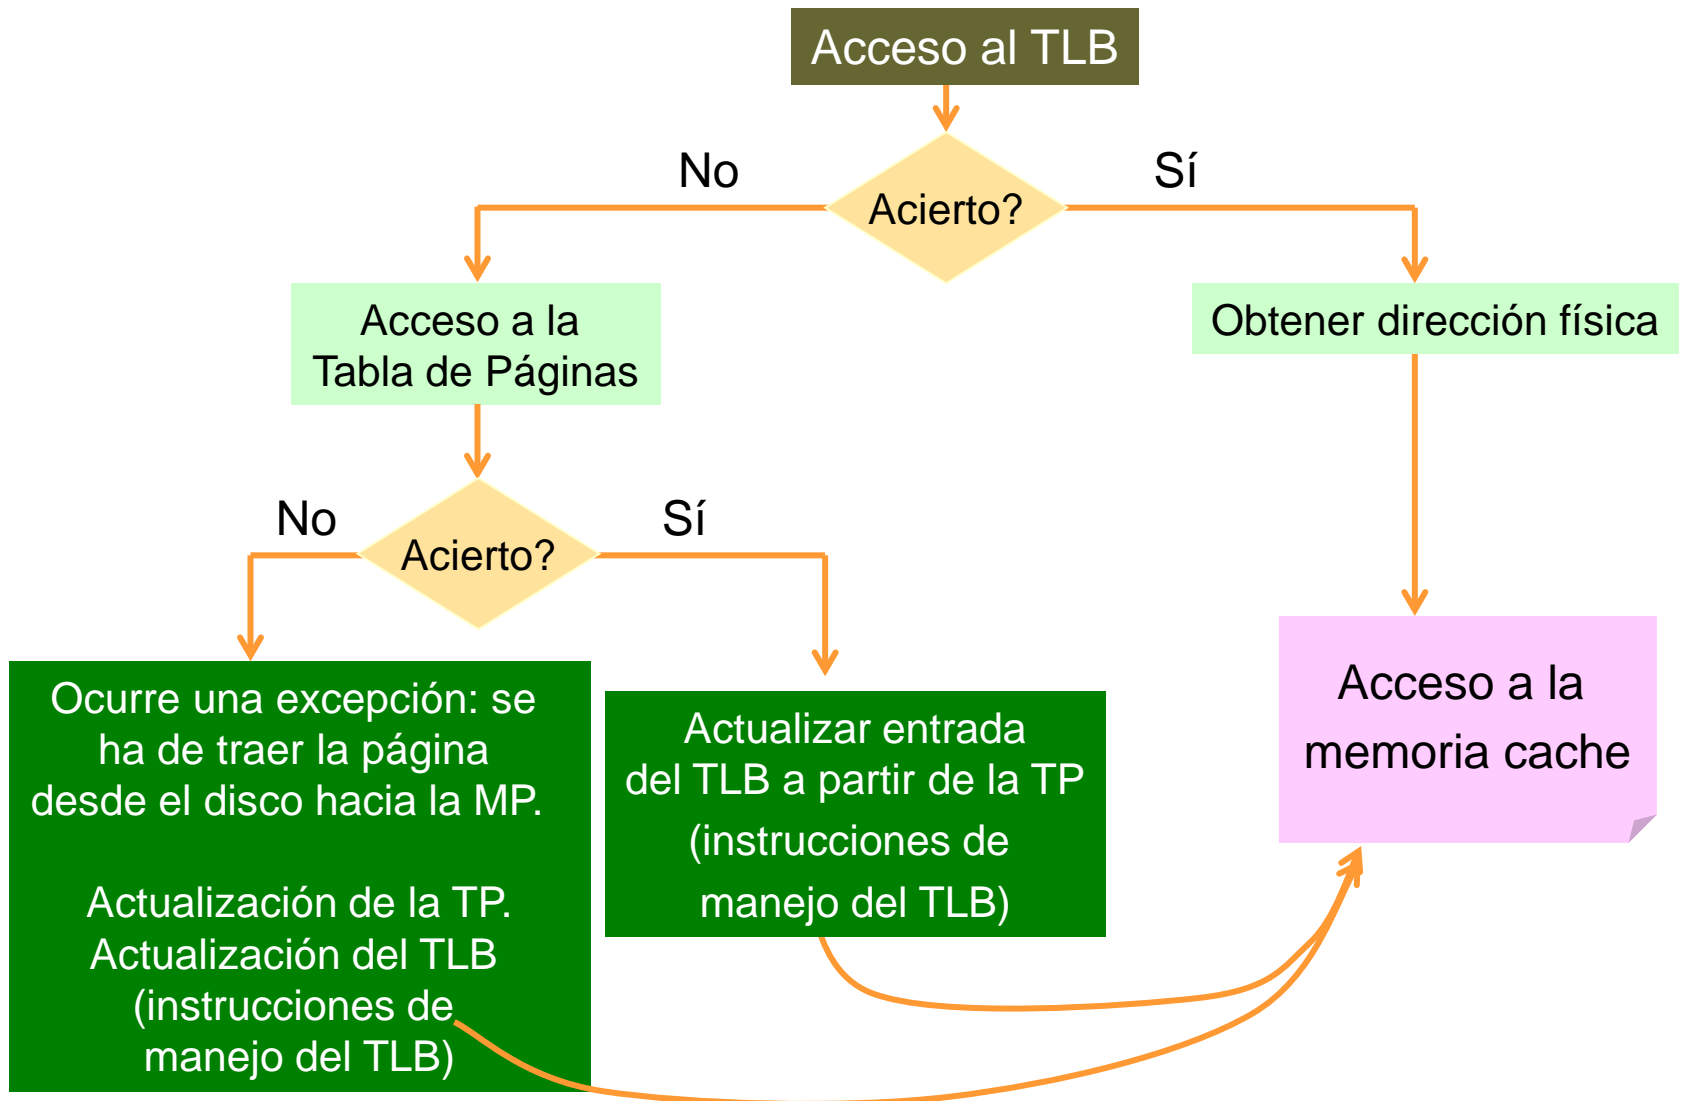 Acceso al TLB
No
Sí
Acierto?
Acceso a la
Tabla de Páginas
Obtener dirección física
No
Sí
Acierto?
Ocurre una excepción: se
ha de traer la página
desde el disco hacia la MP.
Actualización de la TP.
Actualización del TLB
(instrucciones de
manejo del TLB)
Actualizar entrada
del TLB a partir de la TP
(instrucciones de
manejo del TLB)
Acceso a la
memoria cache